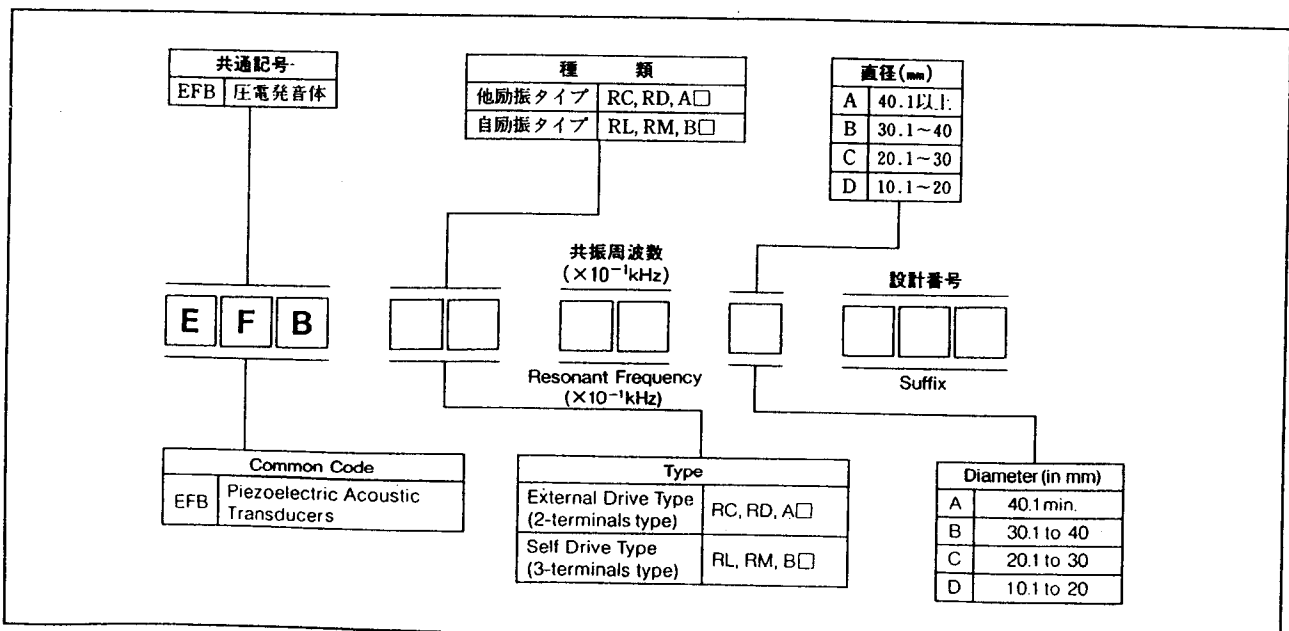 共通記号
EFB 圧電発音体
種 類
他励振タイプ RC, RD, A□
自励振タイプ RL, RM, B□
直径(mm)
A 40.1以上
B 30.1~40
C 20.1~30
D 10.1~20
共振周波数
(×10⁻¹kHz)
設計番号
E F B
Resonant Frequency
(×10⁻¹kHz)
Suffix
Common Code
EFB Piezoelectric Acoustic
Transducers
Type
External Drive Type
(2-terminals type) RC, RD, A□
Self Drive Type
(3-terminals type) RL, RM, B□
Diameter (in mm)
A 40.1 min.
B 30.1 to 40
C 20.1 to 30
D 10.1 to 20